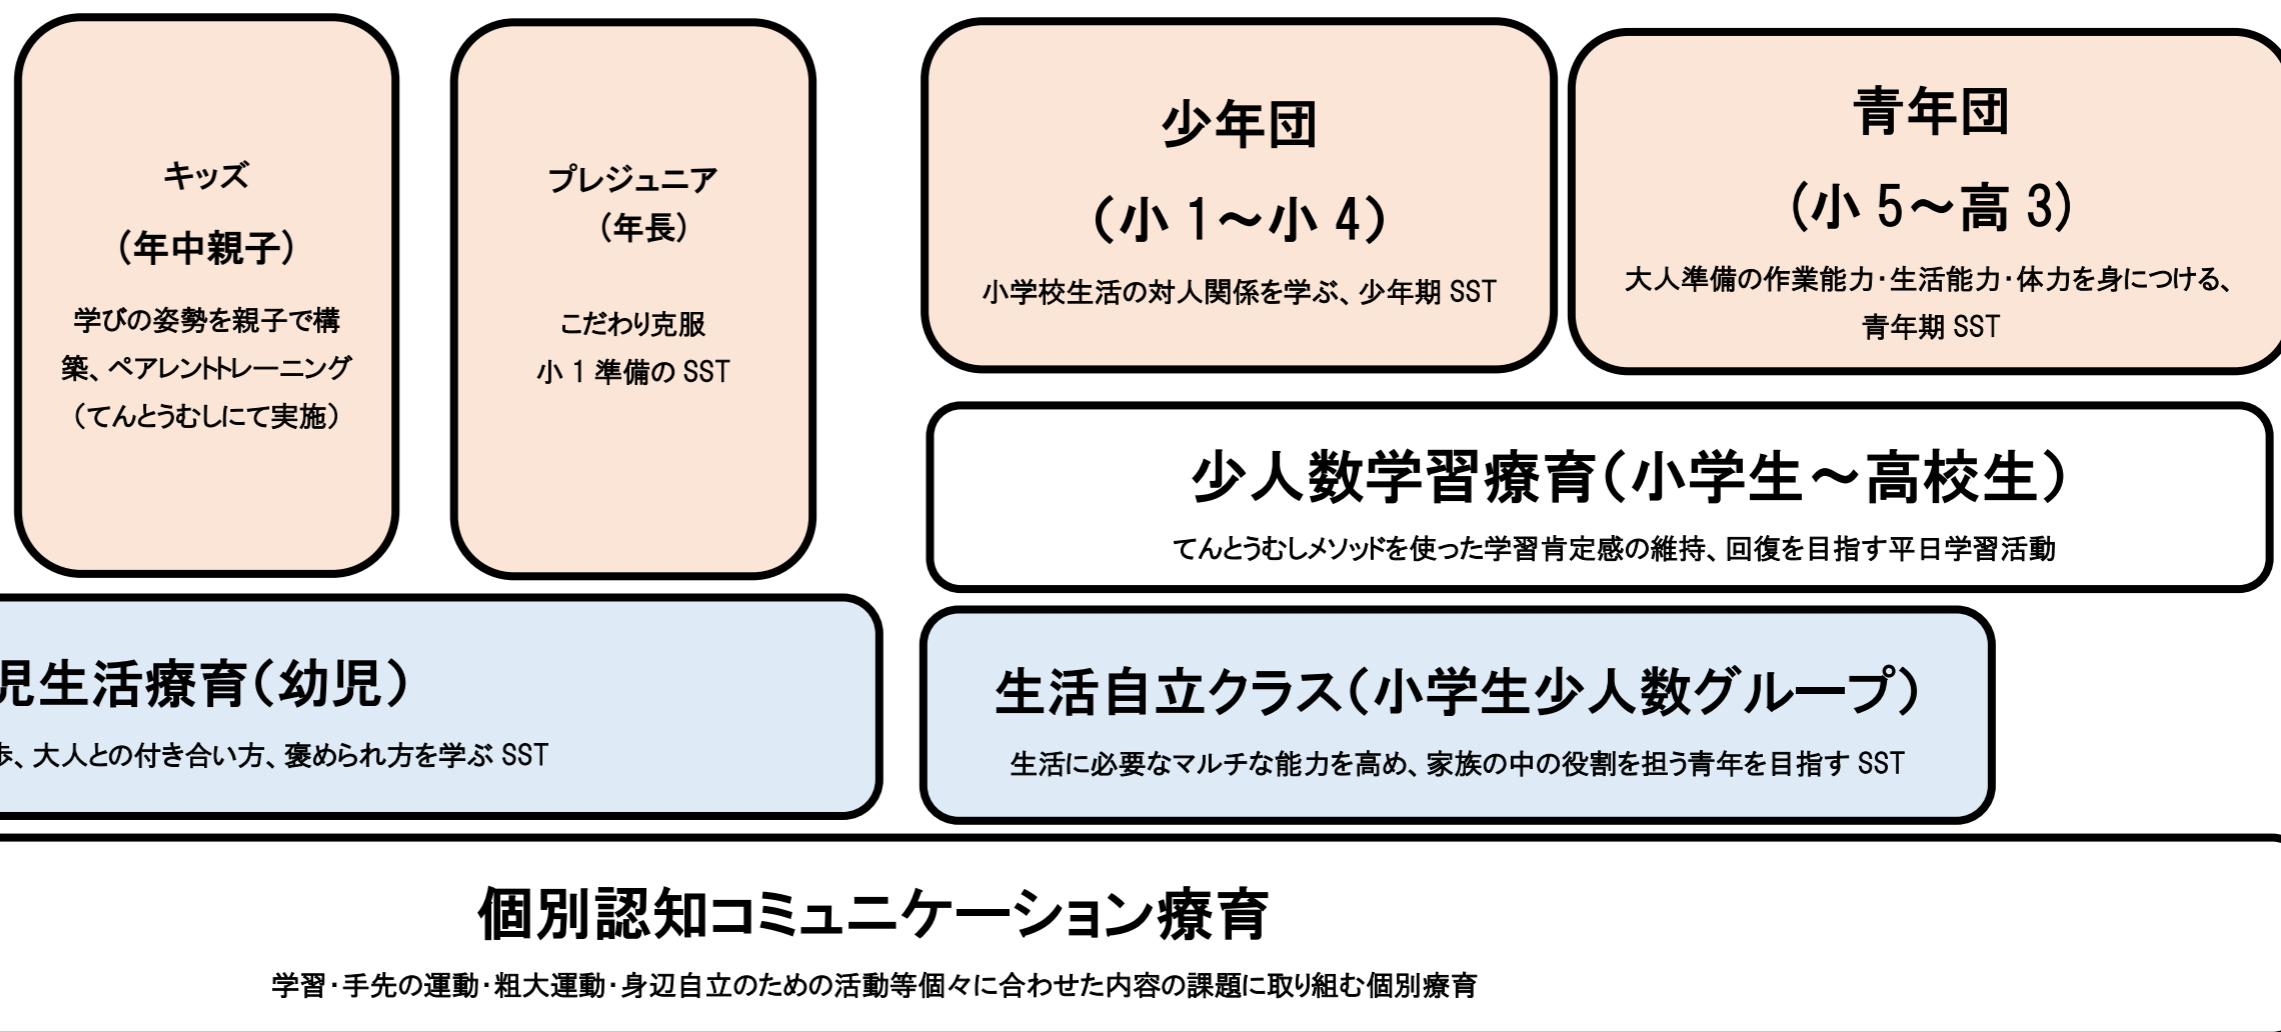 キッズ
（年中親子）
学びの姿勢を親子で構
築、ペアレントトレーニング
（てんとうむしにて実施）
プレジュニア
（年長）
こだわり克服
小 1 準備の SST
少年団
（小 1～小 4）
小学校生活の対人関係を学ぶ、少年期 SST
青年団
(小 5～高 3)
大人準備の作業能力・生活能力・体力を身につける、
青年期 SST
少人数学習療育（小学生～高校生）
てんとうむしメソッドを使った学習肯定感の維持、回復を目指す平日学習活動
児生活療育（幼児）
歩、大人との付き合い方、褒められ方を学ぶ SST
生活自立クラス（小学生少人数グループ）
生活に必要なマルチな能力を高め、家族の中の役割を担う青年を目指す SST
個別認知コミュニケーション療育
学習・手先の運動・粗大運動・身辺自立のための活動等個々に合わせた内容の課題に取り組む個別療育